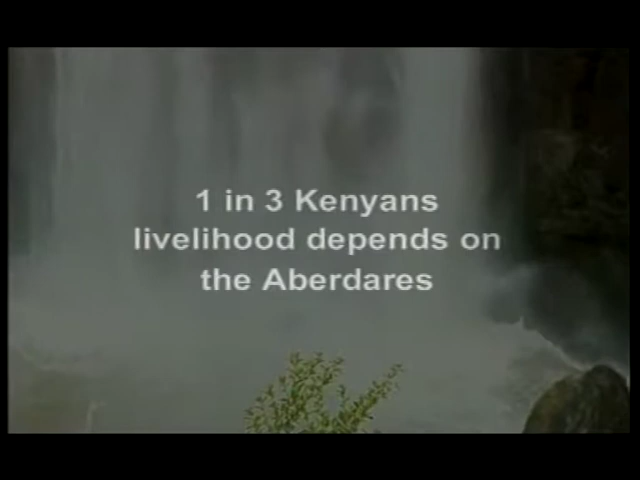 1 in 3 Kenyans
livelihood depends on
the Aberdares